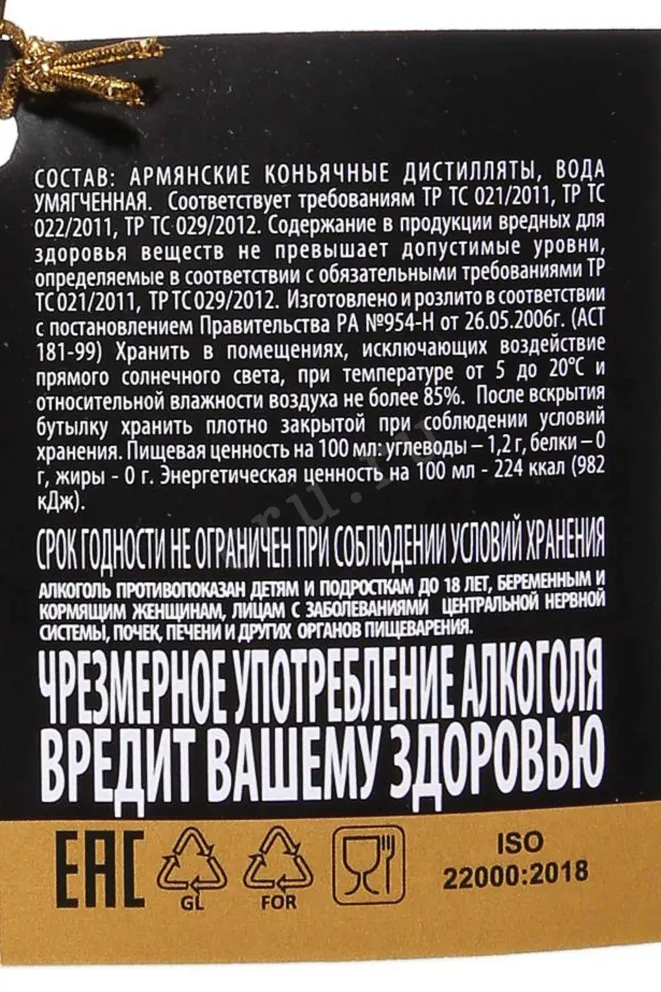 СОСТАВ: АРМЯНСКИЕ КОНЬЯЧНЫЕ ДИСТИЛЛЯТЫ, ВОДА
УМЯГЧЕННАЯ. Соответствует требованиям ТР ТС 021/2011, ТР ТС
022/2011, ТР ТС 029/2012. Содержание в продукции вредных для
здоровья веществ не превышает допустимые уровни,
определяемые в соответствии с обязательными требованиями ТР
ТС 021/2011, ТР ТС 029/2012. Изготовлено и розлито в соответствии
с постановлением Правительства РА №954-Н от 26.05.2006г. (АСТ
181-99) Хранить в помещениях, исключающих воздействие
прямого солнечного света, при температуре от 5 до 20°С и
относительной влажности воздуха не более 85%. После вскрытия
бутылку хранить плотно закрытой при соблюдении условий
хранения. Пищевая ценность на 100 мл: углеводы – 1,2 г, белки – 0
г, жиры - 0 г. Энергетическая ценность на 100 мл - 224 ккал (982
кДж).
СРОК ГОДНОСТИ НЕ ОГРАНИЧЕН ПРИ СОБЛЮДЕНИИ УСЛОВИЙ ХРАНЕНИЯ
АЛКОГОЛЬ ПРОТИВОПОКАЗАН ДЕТЯМ И ПОДРОСТКАМ ДО 18 ЛЕТ, БЕРЕМЕННЫМ И
КОРМЯЩИМ ЖЕНЩИНАМ, ЛИЦАМ С ЗАБОЛЕВАНИЯМИ ЦЕНТРАЛЬНОЙ НЕРВНОЙ
СИСТЕМЫ, ПОЧЕК, ПЕЧЕНИ И ДРУГИХ ОРГАНОВ ПИЩЕВАРЕНИЯ.
ЧРЕЗМЕРНОЕ УПОТРЕБЛЕНИЕ АЛКОГОЛЯ
ВРЕДИТ ВАШЕМУ ЗДОРОВЬЮ
EAC
GL
FOR
ISO
22000:2018